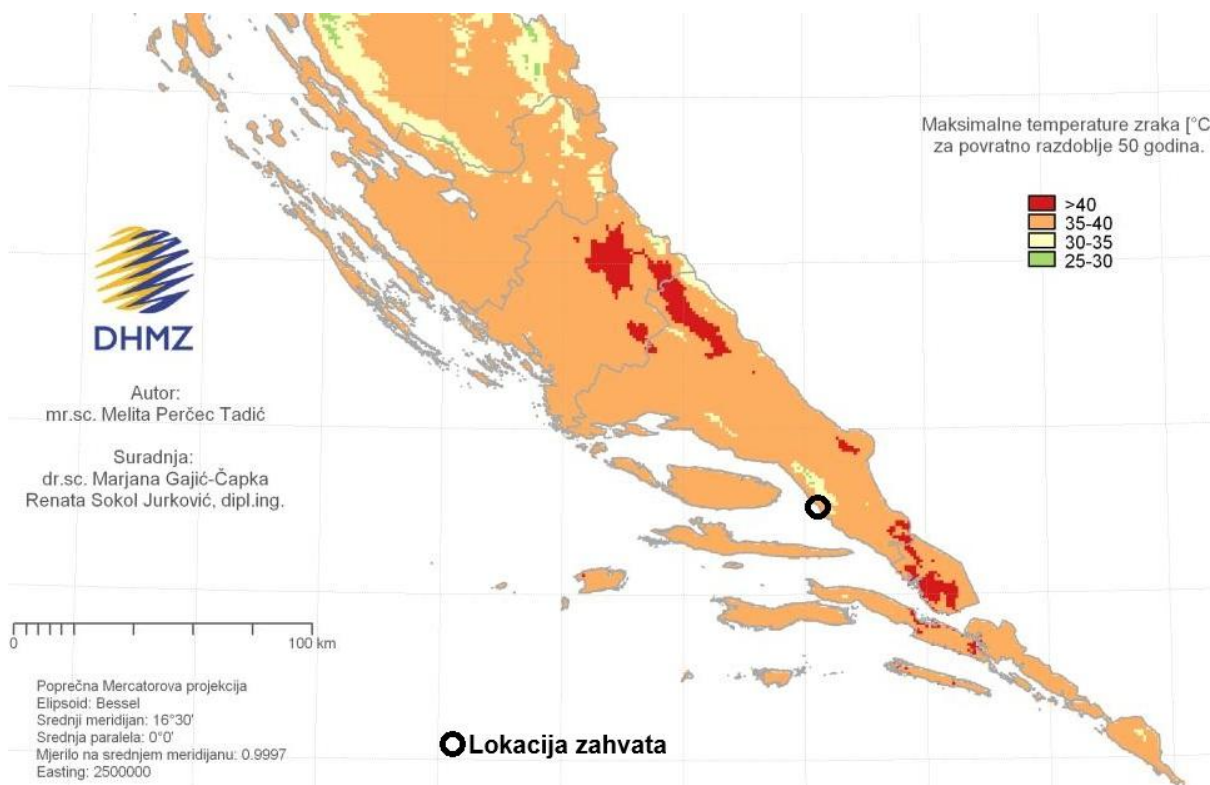 Maksimalne temperature zraka [°C
za povratno razdoblje 50 godina.
>40
35-40
30-35
25-30
DHMZ
Autor:
mr.sc. Melita Perčec Tadić
Suradnja:
dr.sc. Marjana Gajić-Čapka
Renata Sokol Jurković, dipl.ing.
0 100 km
Poprečna Mercatorova projekcija
Elipsoid: Bessel
Srednji meridijan: 16°30'
Srednja paralela: 0°0'
Mjerilo na srednjem meridijanu: 0.9997
Easting: 2500000
Lokacija zahvata